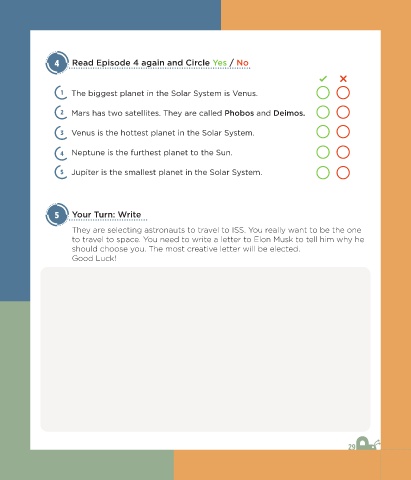 4 Read Episode 4 again and Circle Yes / No
1 The biggest planet in the Solar System is Venus.
2 Mars has two satellites. They are called Phobos and Deimos.
3 Venus is the hottest planet in the Solar System.
4 Neptune is the furthest planet to the Sun.
5 Jupiter is the smallest planet in the Solar System.
5 Your Turn: Write
They are selecting astronauts to travel to ISS. You really want to be the one
to travel to space. You need to write a letter to Elon Musk to tell him why he
should choose you. The most creative letter will be elected.
Good Luck!
29